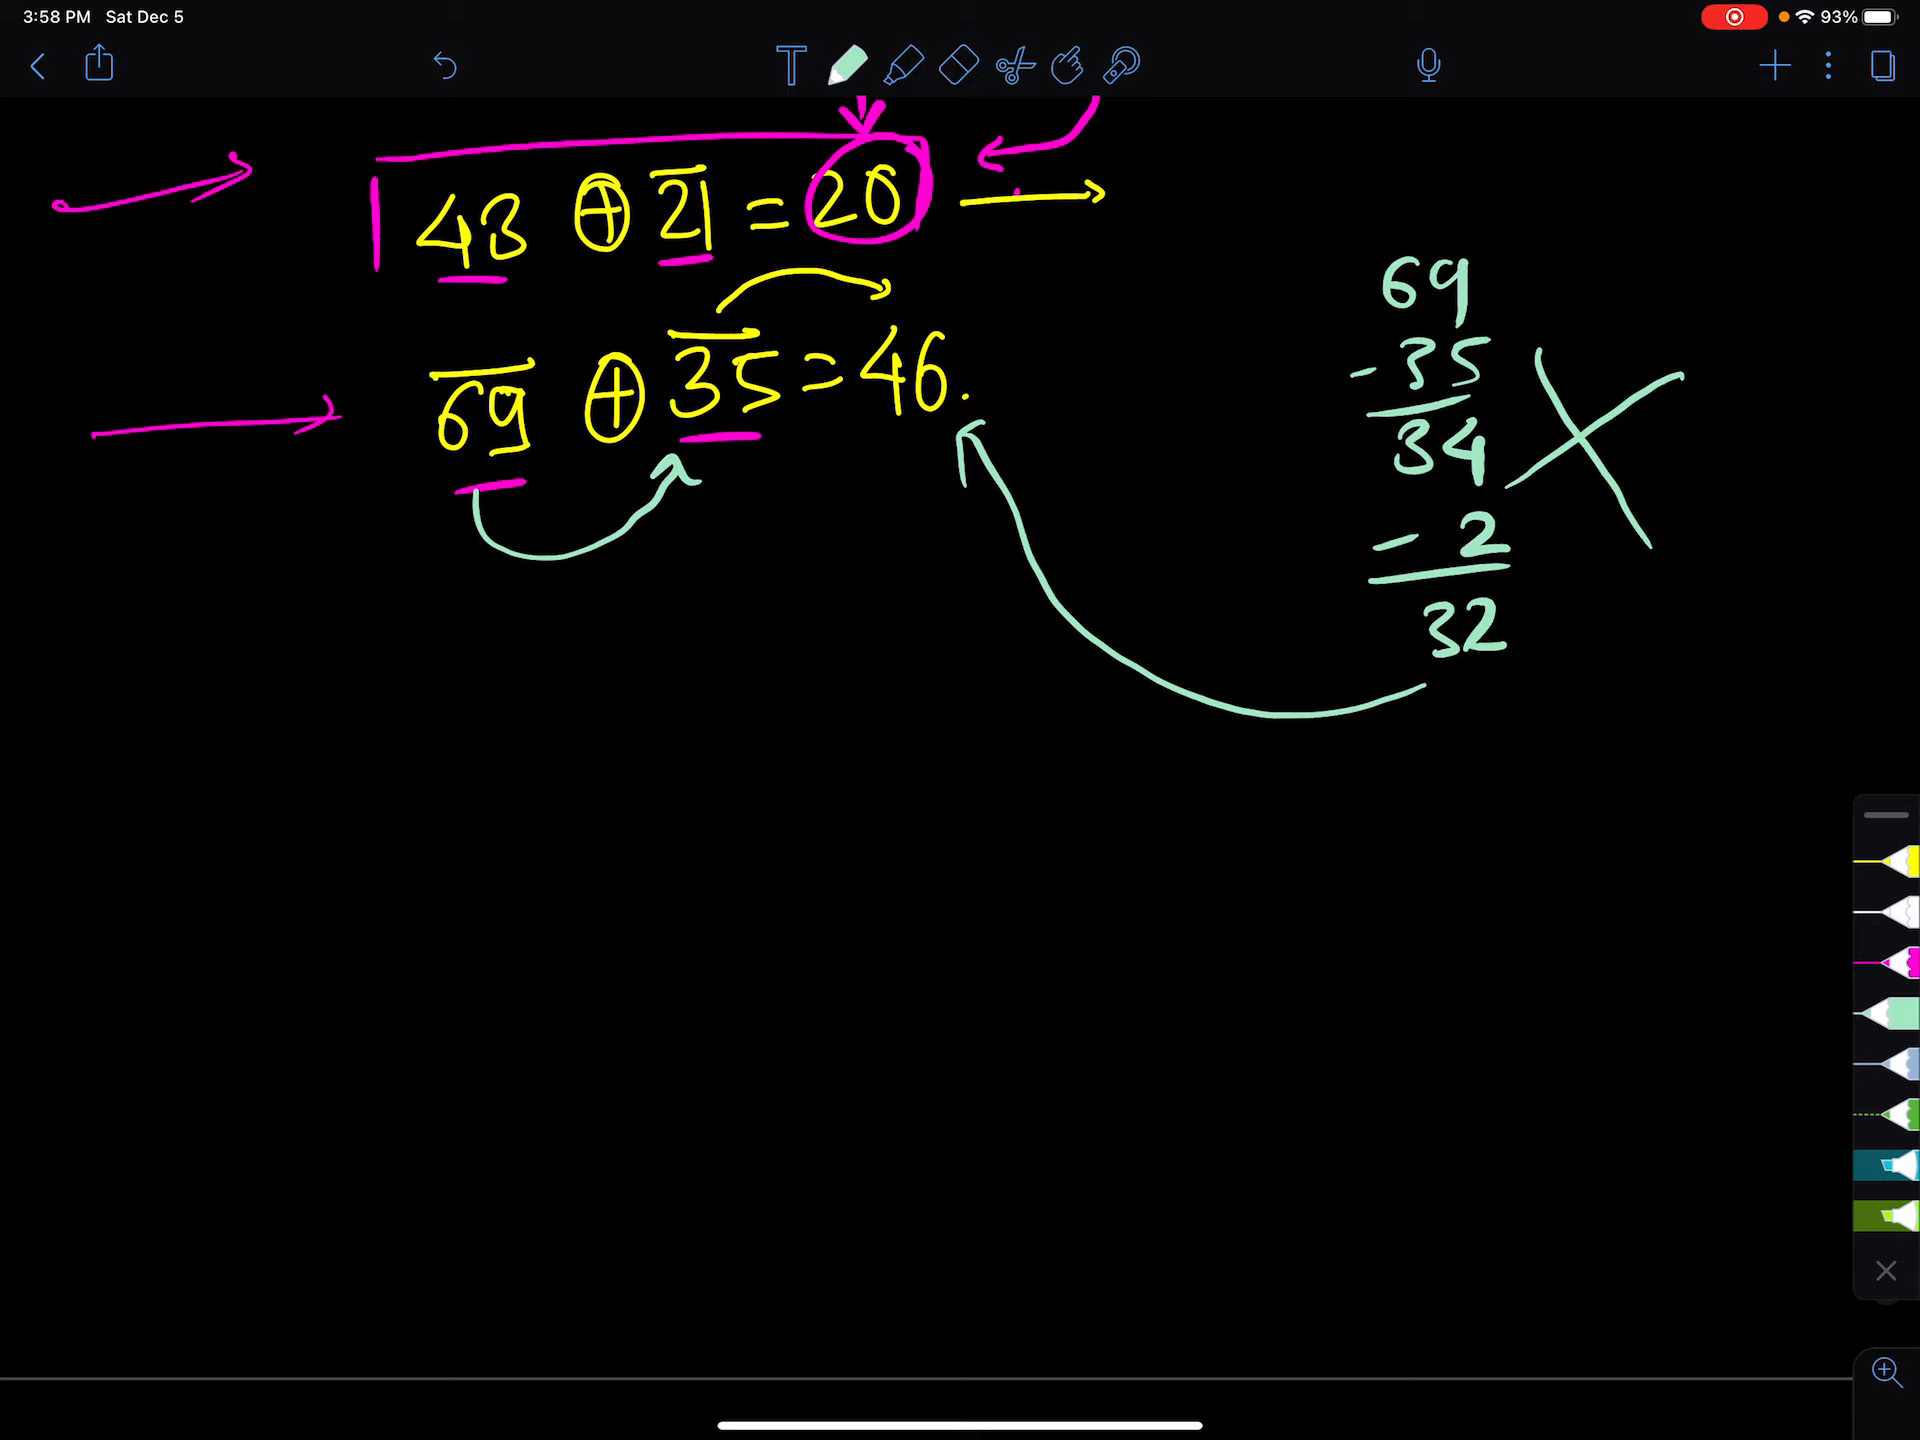 3:58 PM Sat Dec 5
93%
T
43 ⊕ 21 = 20
69 ⊕ 35 = 46.
69
- 35
34
- 2
32